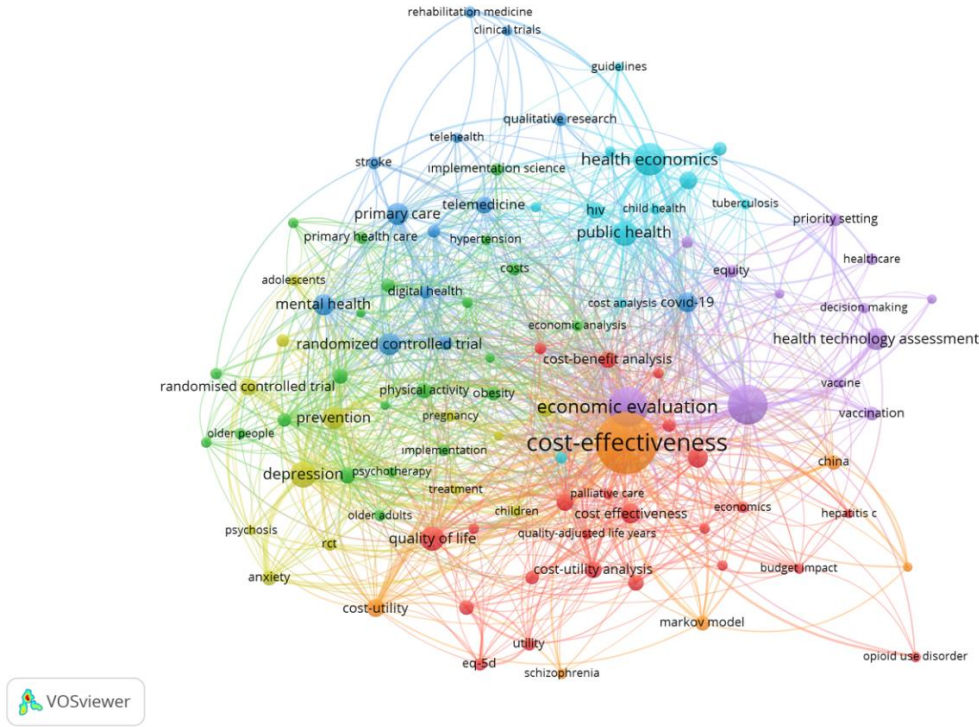 rehabilitation medicine
clinical trials
guidelines
qualitative research
telehealth
stroke
implementation science
health economics
primary care
telemedicine
hiv
child health
tuberculosis
priority setting
primary health care
hypertension
public health
healthcare
adolescents
costs
equity
mental health
digital health
cost analysis
covid-19
decision making
economic analysis
health technology assessment
randomized controlled trial
cost-benefit analysis
randomised controlled trial
physical activity
obesity
vaccine
prevention
pregnancy
economic evaluation
vaccination
older people
cost-effectiveness
implementation
depression
psychotherapy
china
treatment
palliative care
older adults
children
cost effectiveness
economics
hepatitis c
psychosis
rct
quality of life
quality-adjusted life years
anxiety
cost-utility analysis
budget impact
cost-utility
markov model
utility
eq-5d
schizophrenia
opioid use disorder
VOSviewer